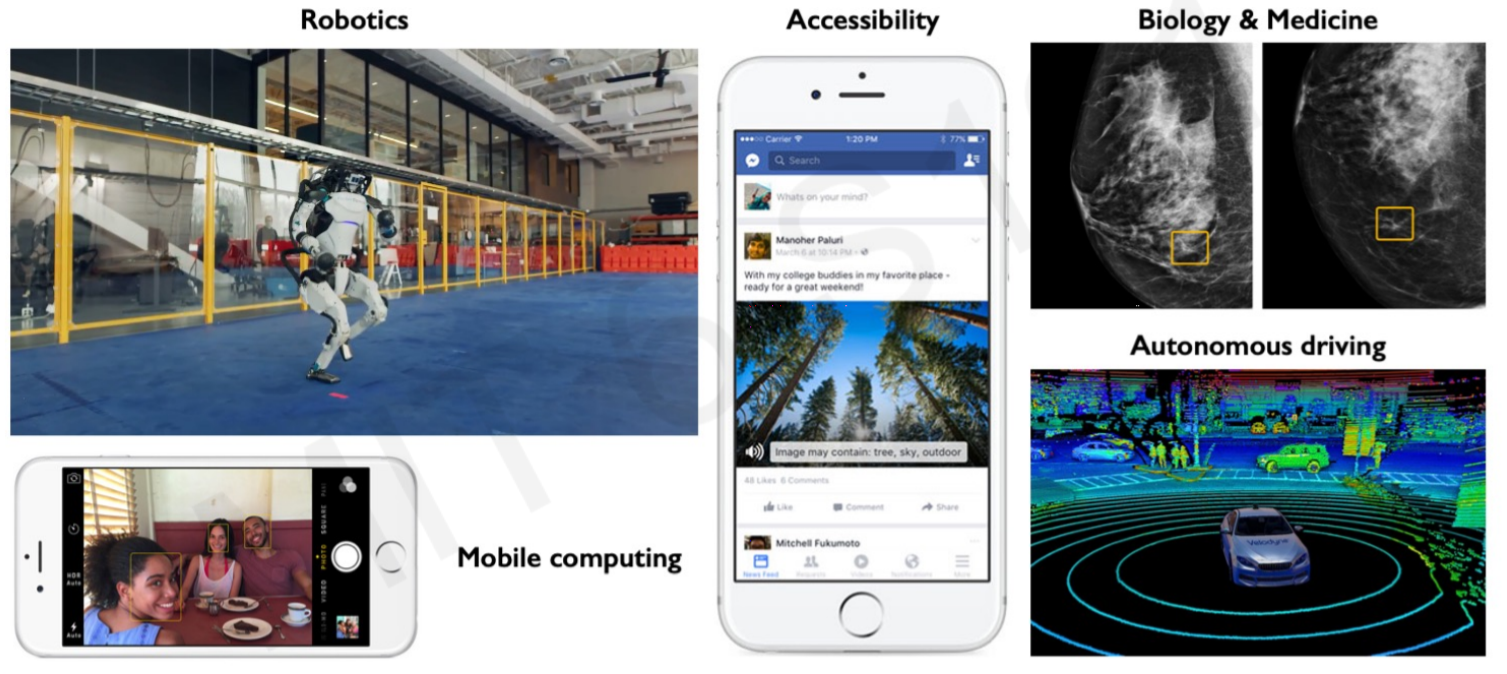 Robotics
Accessibility
Biology & Medicine
Carrier
1:20 PM
77%
Search
Whats on your mind?
Manoher Paluri
March 6 at 10:14 PM
With my college buddies in my favorite place -
ready for a great weekend!
Image may contain: tree, sky, outdoor
48 Likes 6 Comments
Like
Comment
Share
Mitchell Fukumoto
News Feed
Requests
Videos
Notifications
More
Autonomous driving
Velodyne
Mobile computing
HDR
Auto
Auto
VIDEO
PHOTO
SQUARE